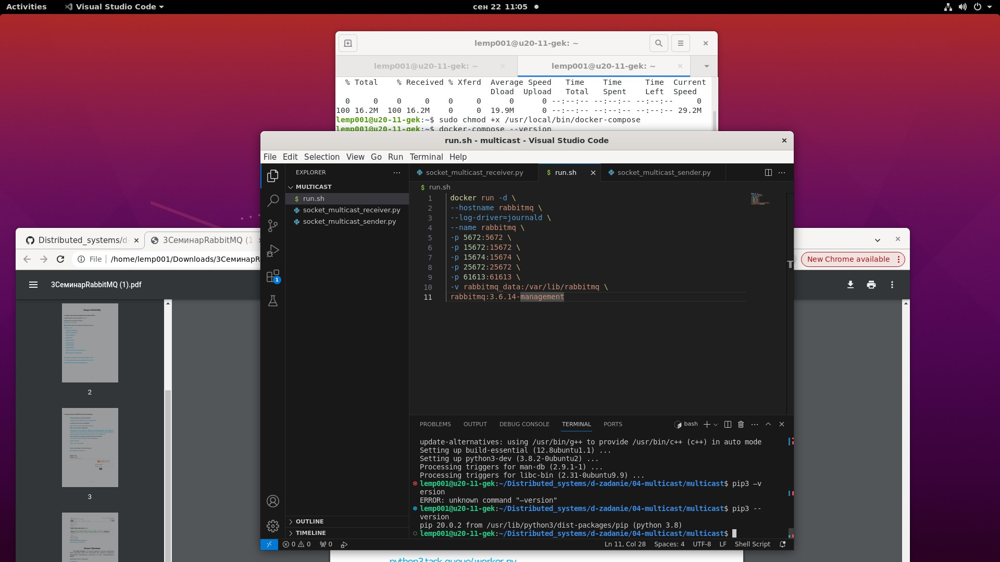 Activities
Visual Studio Code
сен 22 11:05
lemp001@u20-11-gek: ~
lemp001@u20-11-gek: ~
lemp001@u20-11-gek: ~
% Total % Received % Xferd Average Speed Time Time Time Current
Dload Upload Total Spent Left Speed
0 0 0 0 0 0 0 0 --:--:-- --:--:-- --:--:-- 0
100 16.2M 100 16.2M 0 0 19.9M 0 --:--:-- --:--:-- --:--:-- 29.2M
lemp001@u20-11-gek:~$ sudo chmod +x /usr/local/bin/docker-compose
lemp001@u20-11-gek:~$ docker-compose --version
run.sh - multicast - Visual Studio Code
File Edit Selection View Go Run Terminal Help
EXPLORER
MULTICAST
run.sh
socket_multicast_receiver.py
socket_multicast_sender.py
OUTLINE
TIMELINE
socket_multicast_receiver.py
run.sh
socket_multicast_sender.py
run.sh
1 docker run -d \
2 --hostname rabbitmq \
3 --log-driver=journald \
4 --name rabbitmq \
5 -p 5672:5672 \
6 -p 15672:15672 \
7 -p 15674:15674 \
8 -p 25672:25672 \
9 -p 61613:61613 \
10 -v rabbitmq_data:/var/lib/rabbitmq \
11 rabbitmq:3.6.14-management
1
PROBLEMS OUTPUT DEBUG CONSOLE TERMINAL PORTS
bash
update-alternatives: using /usr/bin/g++ to provide /usr/bin/c++ (c++) in auto mode
Setting up build-essential (12.8ubuntu1.1) ...
Setting up python3-dev (3.8.2-0ubuntu2) ...
Processing triggers for man-db (2.9.1-1) ...
Processing triggers for libc-bin (2.31-0ubuntu9.9) ...
lemp001@u20-11-gek:~/Distributed_systems/d-zadanie/04-multicast/multicast$ pip3 –v
ersion
ERROR: unknown command "–version"
lemp001@u20-11-gek:~/Distributed_systems/d-zadanie/04-multicast/multicast$ pip3 --
version
pip 20.0.2 from /usr/lib/python3/dist-packages/pip (python 3.8)
lemp001@u20-11-gek:~/Distributed_systems/d-zadanie/04-multicast/multicast$
0 0 0
Ln 11, Col 28 Spaces: 4 UTF-8 LF Shell Script
Distributed_systems/d-
3СеминарRabbitMQ (1
File
/home/lemp001/Downloads/3СеминарR
New Chrome available
3СеминарRabbitMQ (1).pdf
2
3
python3 task_queue/worker.py